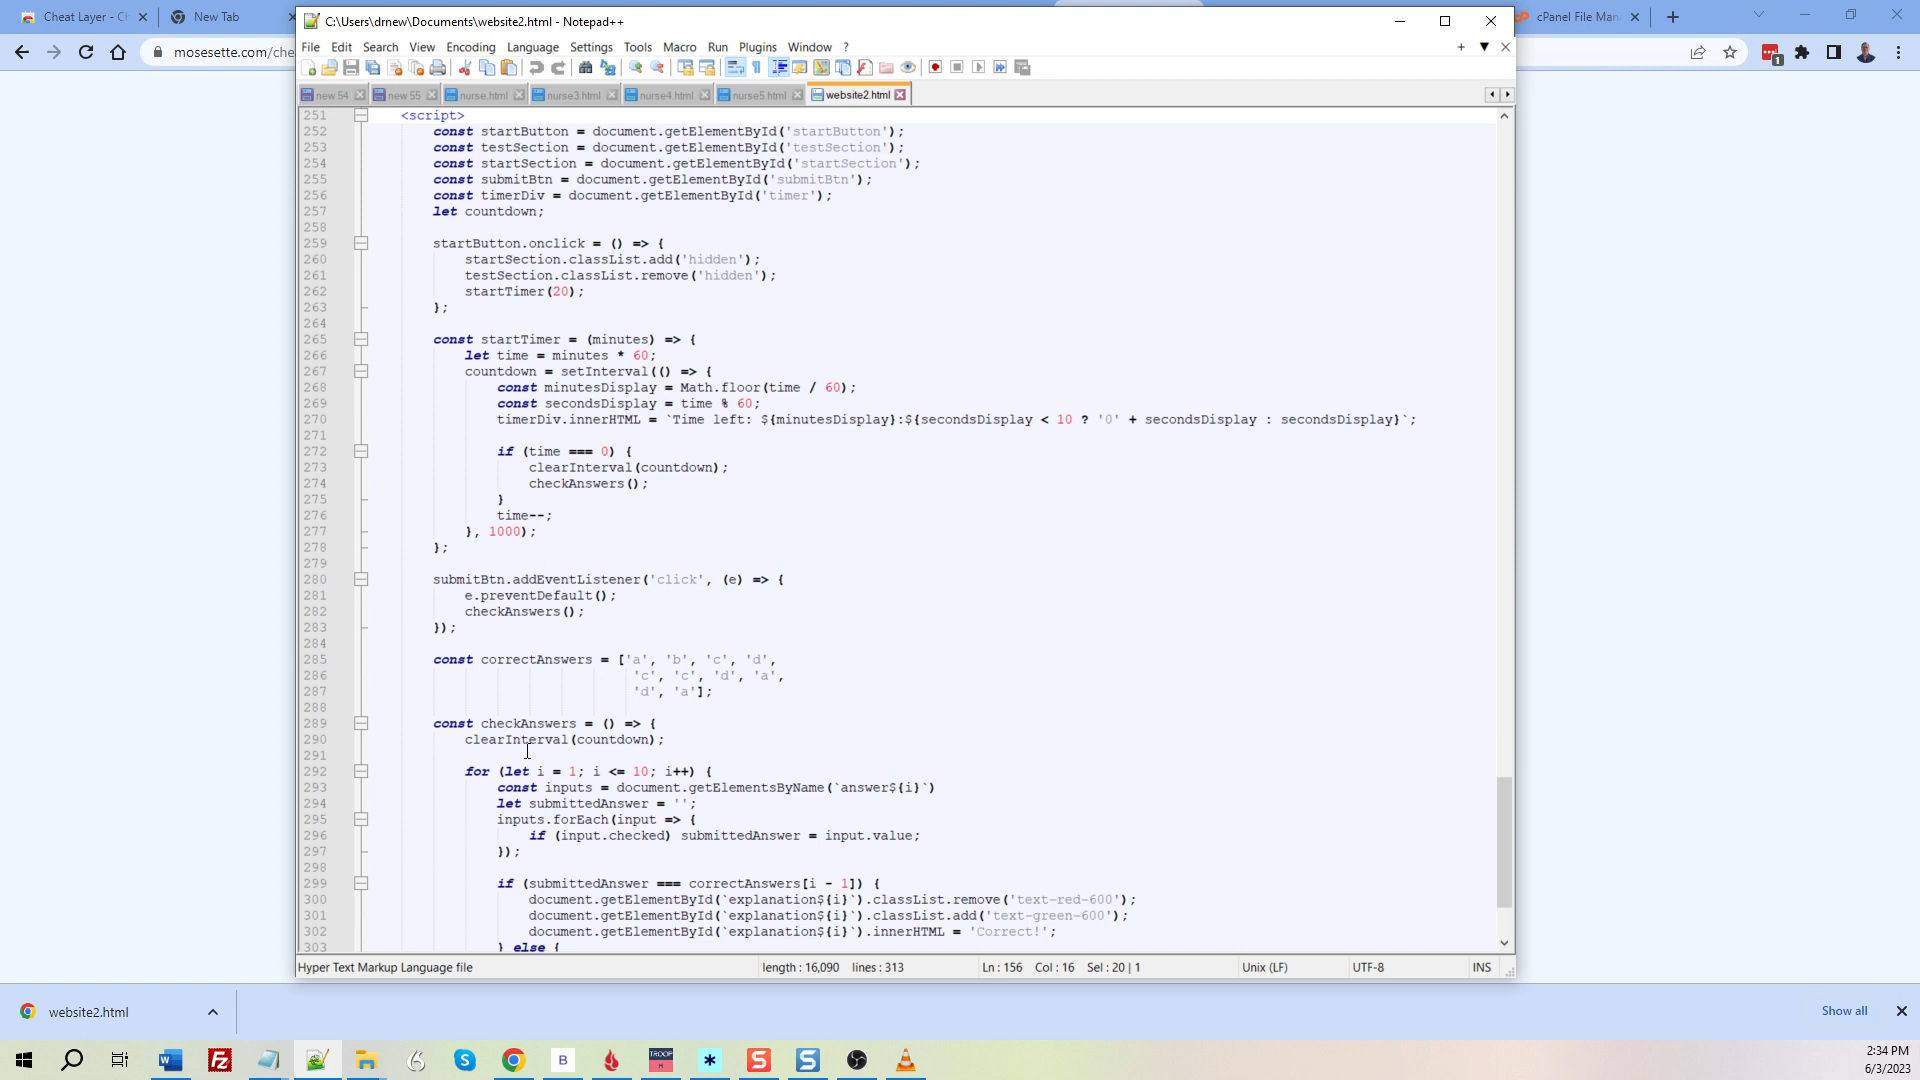 Cheat Layer - Ch
New Tab
C:\Users\drnew\Documents\website2.html - Notepad++
cPanel File Man
mosesette.com/che
File Edit Search View Encoding Language Settings Tools Macro Run Plugins Window ?
new 54 new 55 nurse.html nurse3.html nurse4.html nurse5.html website2.html
251 <script>
252 const startButton = document.getElementById('startButton');
253 const testSection = document.getElementById('testSection');
254 const startSection = document.getElementById('startSection');
255 const submitBtn = document.getElementById('submitBtn');
256 const timerDiv = document.getElementById('timer');
257 let countdown;
258
259 startButton.onclick = () => {
260 startSection.classList.add('hidden');
261 testSection.classList.remove('hidden');
262 startTimer(20);
263 };
264
265 const startTimer = (minutes) => {
266 let time = minutes * 60;
267 countdown = setInterval(() => {
268 const minutesDisplay = Math.floor(time / 60);
269 const secondsDisplay = time % 60;
270 timerDiv.innerHTML = `Time left: ${minutesDisplay}:${secondsDisplay < 10 ? '0' + secondsDisplay : secondsDisplay}`;
271
272 if (time === 0) {
273 clearInterval(countdown);
274 checkAnswers();
275 }
276 time--;
277 }, 1000);
278 };
279
280 submitBtn.addEventListener('click', (e) => {
281 e.preventDefault();
282 checkAnswers();
283 });
284
285 const correctAnswers = ['a', 'b', 'c', 'd',
286 'c', 'c', 'd', 'a',
287 'd', 'a'];
288
289 const checkAnswers = () => {
290 clearInterval(countdown);
291
292 for (let i = 1; i <= 10; i++) {
293 const inputs = document.getElementsByName(`answer${i}`)
294 let submittedAnswer = '';
295 inputs.forEach(input => {
296 if (input.checked) submittedAnswer = input.value;
297 });
298
299 if (submittedAnswer === correctAnswers[i - 1]) {
300 document.getElementById(`explanation${i}`).classList.remove('text-red-600');
301 document.getElementById(`explanation${i}`).classList.add('text-green-600');
302 document.getElementById(`explanation${i}`).innerHTML = 'Correct!';
303 } else {
Hyper Text Markup Language file length : 16,090 lines : 313 Ln : 156 Col : 16 Sel : 20 | 1 Unix (LF) UTF-8 INS
website2.html
Show all
TROOP
2:34 PM
6/3/2023